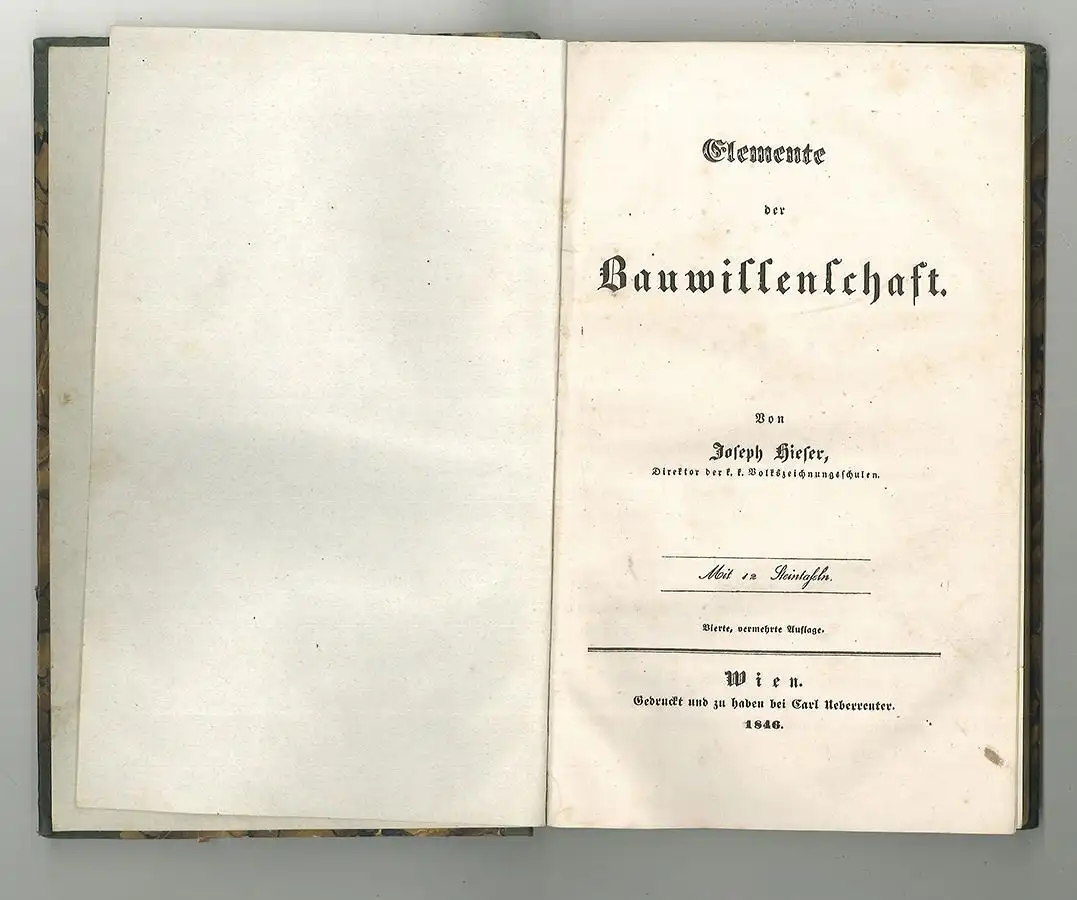 Elemente
der
Bauwiſſenſchaft.
Von
Joſeph Hieſer,
Direktor der k. k. Volkszeichnungsſchulen.
Mit 12 Steintafeln.
Vierte, vermehrte Auflage.
Wien.
Gedruckt und zu haben bei Carl Ueberreuter.
1846.